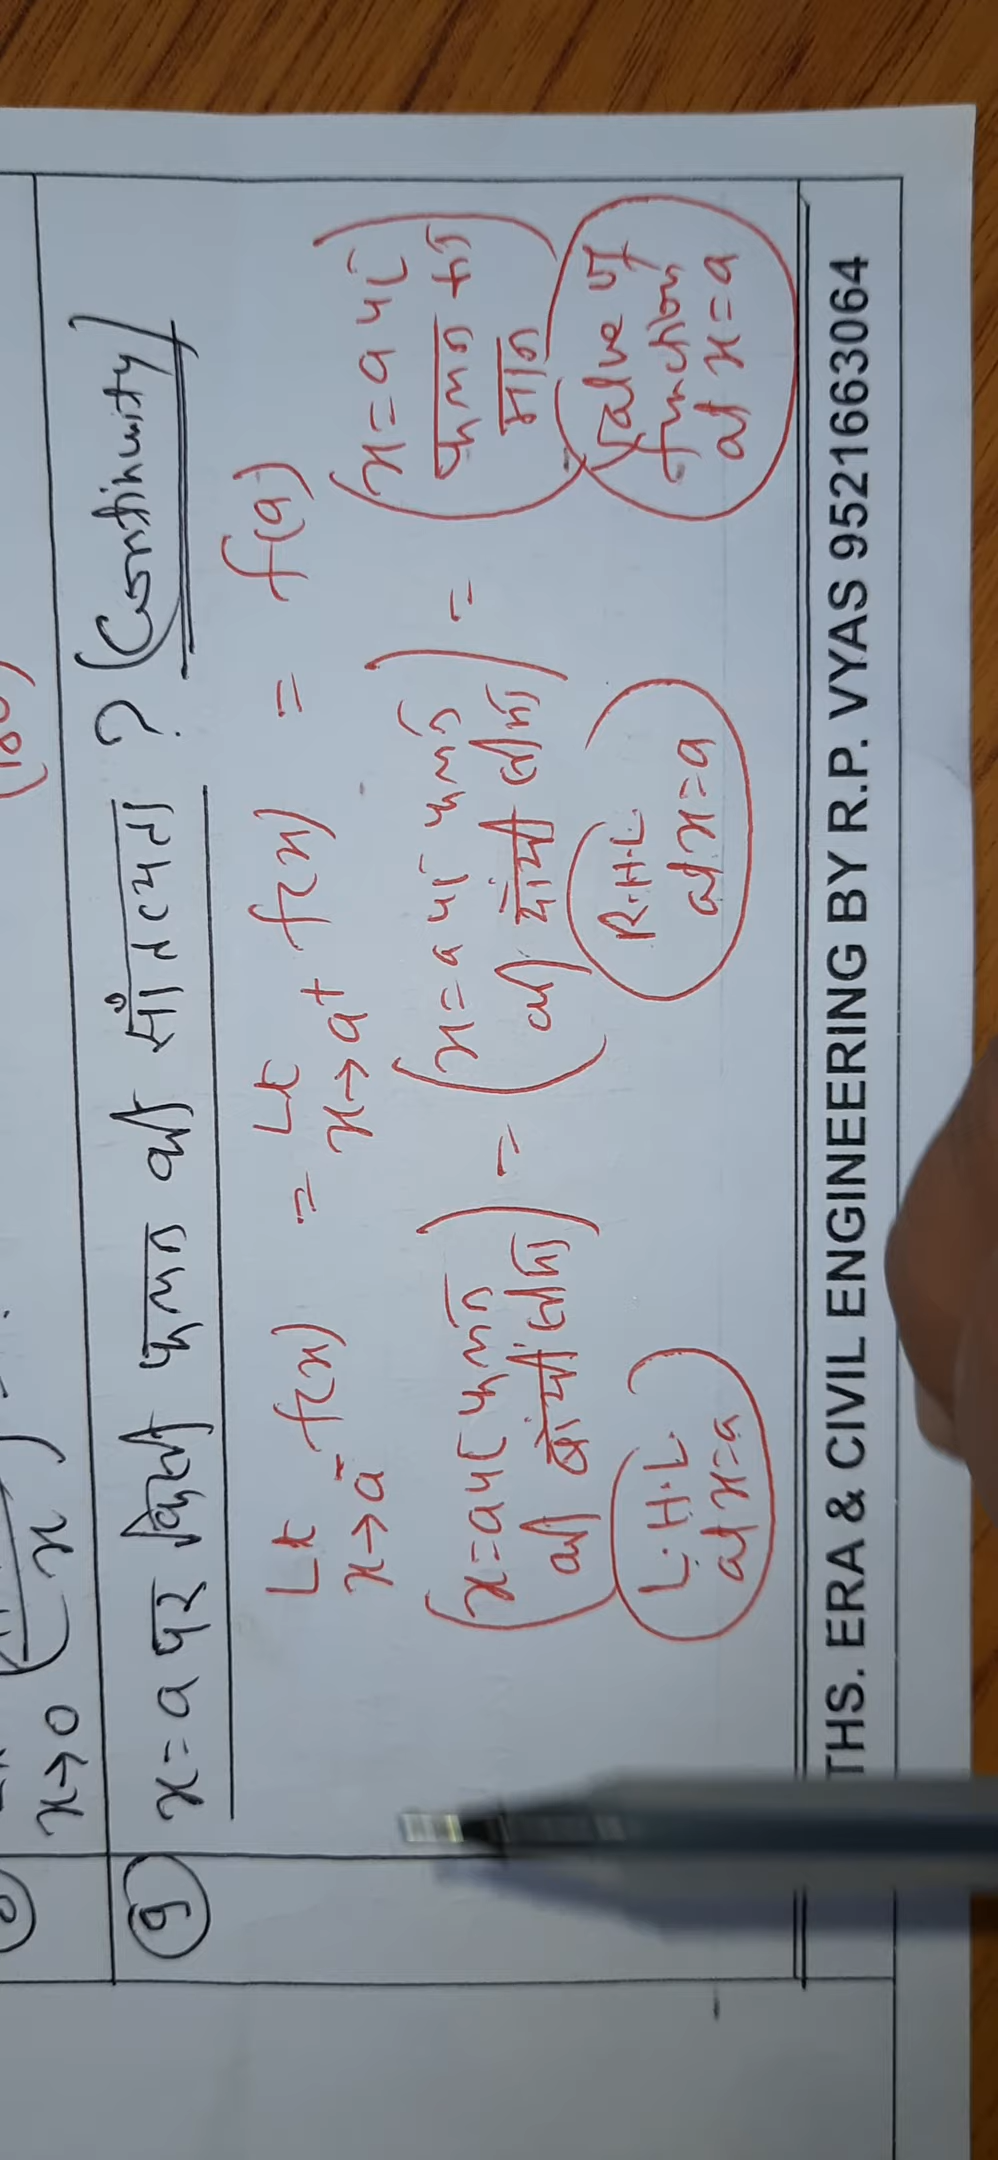 x→0
x
⑨ x=a पर किसी फलन की सांतत्यता ? (Continuity)
Lt f(x) = Lt f(x) = f(a)
x→a⁻ x→a⁺
(x=a पर फलन की बांयी सीमा) = (x=a पर फलन की दांयी सीमा) = (x=a पर फलन का मान)
L.H.L at x=a
R.H.L at x=a
Value of function at x=a
THS. ERA & CIVIL ENGINEERING BY R.P. VYAS 9521663064